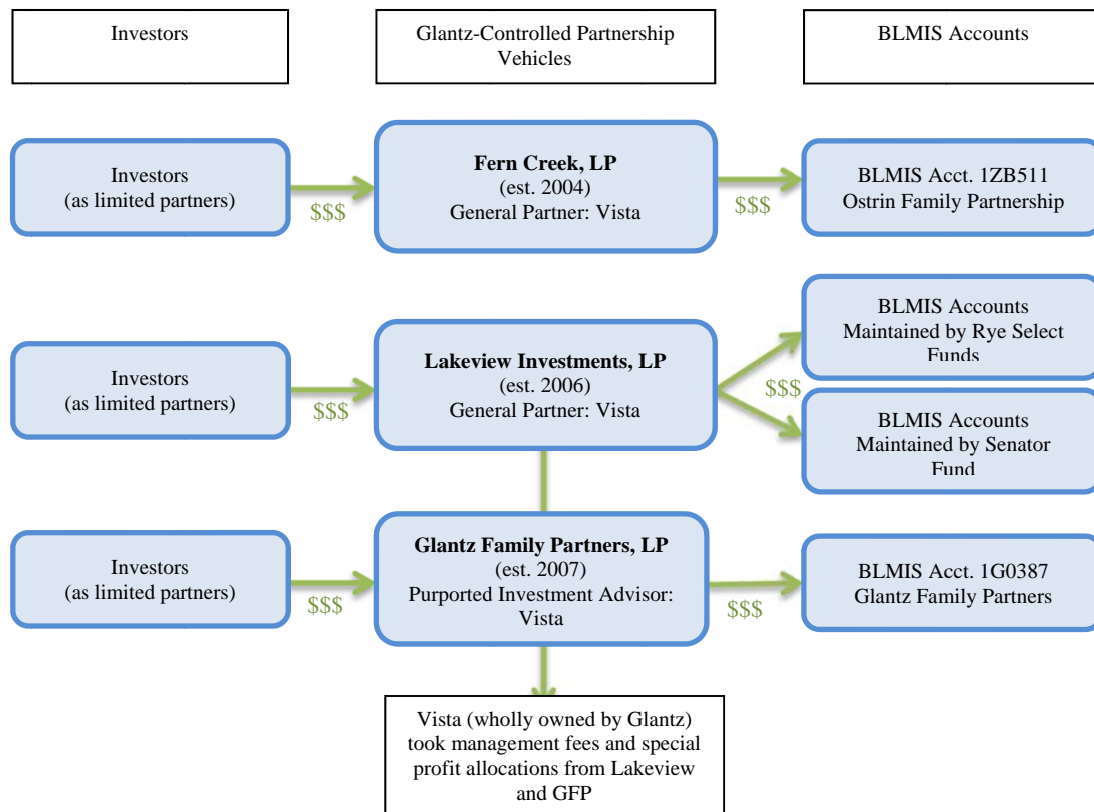 Investors
Glantz-Controlled Partnership
Vehicles
BLMIS Accounts
Investors
(as limited partners)
$$$
Fern Creek, LP
(est. 2004)
General Partner: Vista
$$$
BLMIS Acct. 1ZB511
Ostrin Family Partnership
Investors
(as limited partners)
$$$
Lakeview Investments, LP
(est. 2006)
General Partner: Vista
$$$
BLMIS Accounts
Maintained by Rye Select
Funds
BLMIS Accounts
Maintained by Senator
Fund
Investors
(as limited partners)
$$$
Glantz Family Partners, LP
(est. 2007)
Purported Investment Advisor:
Vista
$$$
BLMIS Acct. 1G0387
Glantz Family Partners
Vista (wholly owned by Glantz)
took management fees and special
profit allocations from Lakeview
and GFP